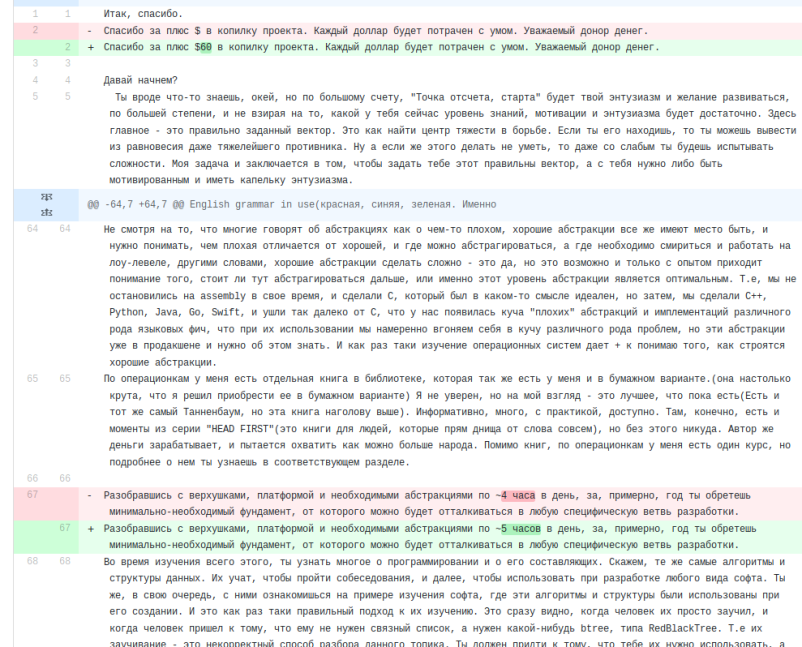 1 1 Итак, спасибо.
2 - Спасибо за плюс $ в копилку проекта. Каждый доллар будет потрачен с умом. Уважаемый донор денег.
2 + Спасибо за плюс $60 в копилку проекта. Каждый доллар будет потрачен с умом. Уважаемый донор денег.
3 3
4 4 Давай начнем?
5 5 Ты вроде что-то знаешь, окей, но по большому счету, "Точка отсчета, старта" будет твой энтузиазм и желание развиваться,
по большей степени, и не взирая на то, какой у тебя сейчас уровень знаний, мотивации и энтузиазма будет достаточно. Здесь
главное - это правильно заданный вектор. Это как найти центр тяжести в борьбе. Если ты его находишь, то ты можешь вывести
из равновесия даже тяжелейшего противника. Ну а если же этого делать не уметь, то даже со слабым ты будешь испытывать
сложности. Моя задача и заключается в том, чтобы задать тебе этот правильны вектор, а с тебя нужно либо быть
мотивированным и иметь капельку энтузиазма.
@@ -64,7 +64,7 @@ English grammar in use(красная, синяя, зеленая. Именно
64 64 Не смотря на то, что многие говорят об абстракциях как о чем-то плохом, хорошие абстракции все же имеют место быть, и
нужно понимать, чем плохая отличается от хорошей, и где можно абстрагироваться, а где необходимо смириться и работать на
лоу-левеле, другими словами, хорошие абстракции сделать сложно - это да, но это возможно и только с опытом приходит
понимание того, стоит ли тут абстрагироваться дальше, или именно этот уровень абстракции является оптимальным. Т.е, мы не
остановились на assembly в свое время, и сделали C, который был в каком-то смысле идеален, но затем, мы сделали C++,
Python, Java, Go, Swift, и ушли так далеко от C, что у нас появилась куча "плохих" абстракций и имплементаций различного
рода языковых фич, что при их использовании мы намеренно вгоняем себя в кучу различного рода проблем, но эти абстракции
уже в продакшене и нужно об этом знать. И как раз таки изучение операционных систем дает + к понимаю того, как строятся
хорошие абстракции.
65 65 По операционкам у меня есть отдельная книга в библиотеке, которая так же есть у меня и в бумажном варианте.(она настолько
крута, что я решил приобрести ее в бумажном варианте) Я не уверен, но на мой взгляд - это лучшее, что пока есть(Есть и
тот же самый Танненбаум, но эта книга наголову выше). Информативно, много, с практикой, доступно. Там, конечно, есть и
моменты из серии "HEAD FIRST"(это книги для людей, которые прям днища от слова совсем), но без этого никуда. Автор же
деньги зарабатывает, и пытается охватить как можно больше народа. Помимо книг, по операционкам у меня есть один курс, но
подробнее о нем ты узнаешь в соответствующем разделе.
66 66
67 - Разобравшись с верхушками, платформой и необходимыми абстракциями по ~4 часа в день, за, примерно, год ты обретешь
минимально-необходимый фундамент, от которого можно будет отталкиваться в любую специфическую ветвь разработки.
67 + Разобравшись с верхушками, платформой и необходимыми абстракциями по ~5 часов в день, за, примерно, год ты обретешь
минимально-необходимый фундамент, от которого можно будет отталкиваться в любую специфическую ветвь разработки.
68 68 Во время изучения всего этого, ты узнать многое о программировании и о его составляющих. Скажем, те же самые алгоритмы и
структуры данных. Их учат, чтобы пройти собеседования, и далее, чтобы использовать при разработке любого вида софта. Ты
же, в свою очередь, с ними ознакомишься на примере изучения софта, где эти алгоритмы и структуры были использованы при
его создании. И это как раз таки правильный подход к их изучению. Это сразу видно, когда человек их просто заучил, и
когда человек пришел к тому, что ему не нужен связный список, а нужен какой-нибудь btree, типа RedBlackTree. Т.е их
заучивание - это некорректный способ разбора данного топика. Ты должен придти к тому, что тебе их нужно использовать, а